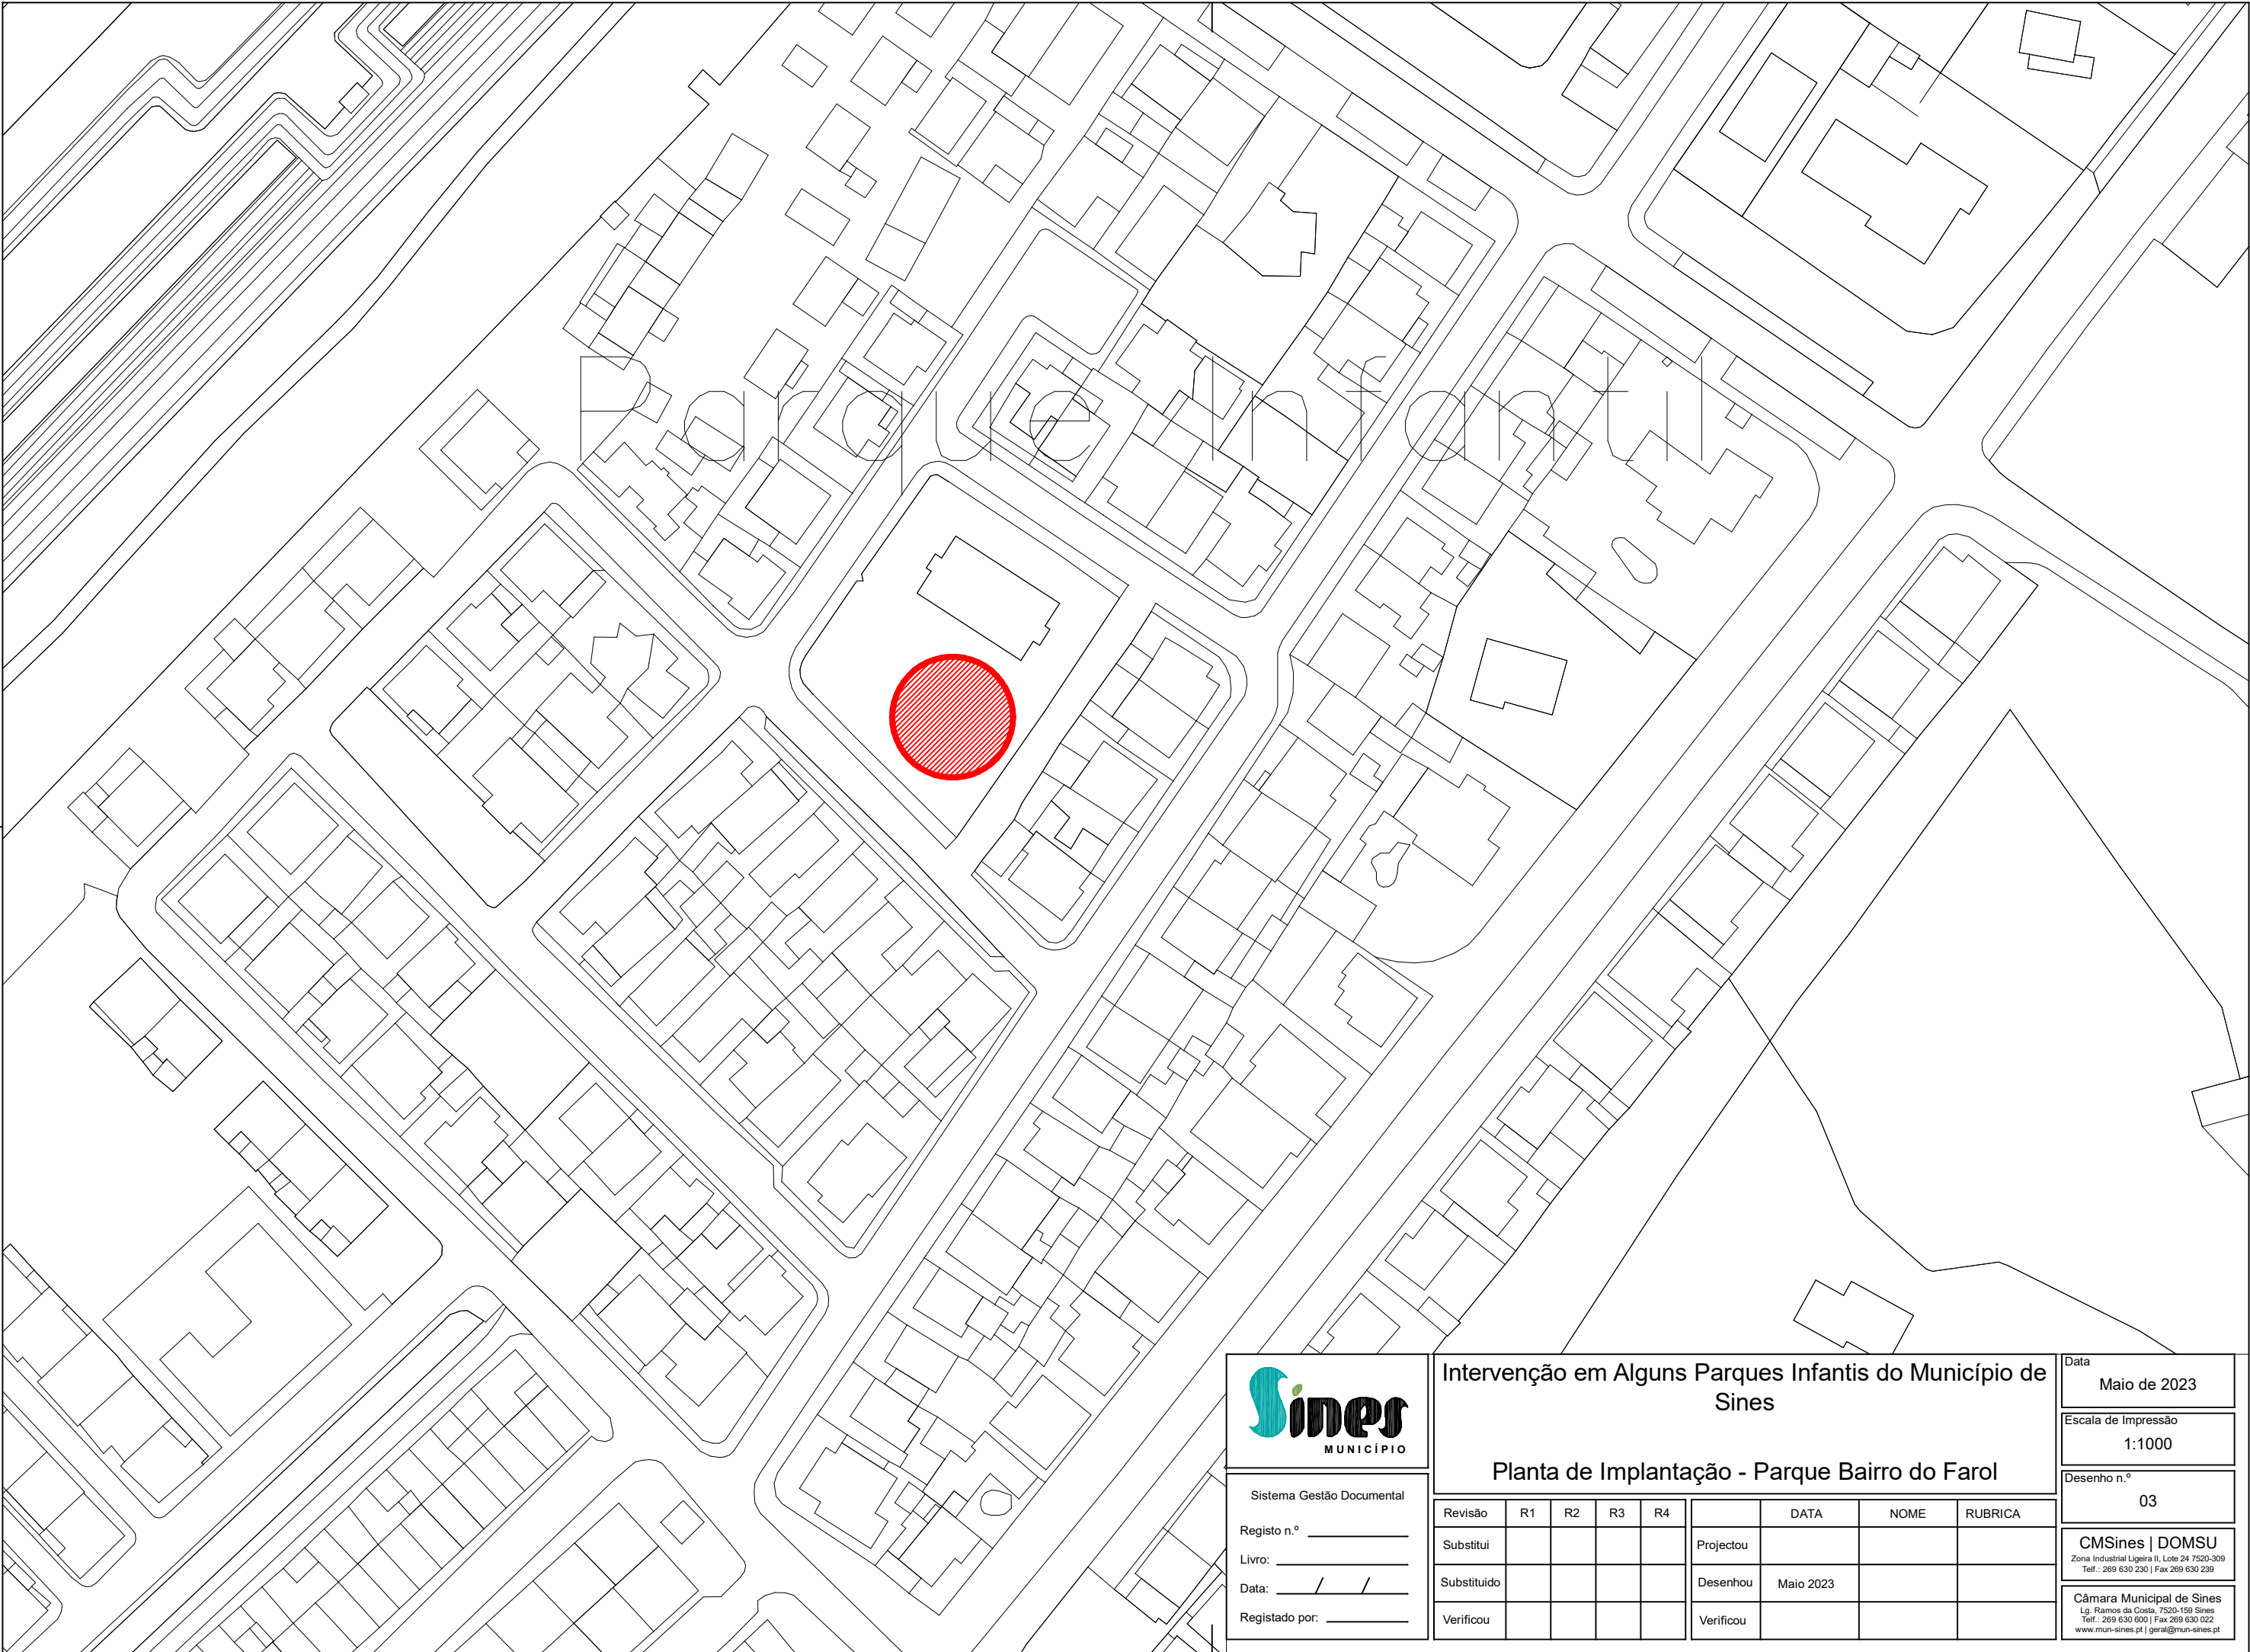 Parque Infantil
Sines
MUNICÍPIO
Intervenção em Alguns Parques Infantis do Município de
Sines
Planta de Implantação - Parque Bairro do Farol
Data
Maio de 2023
Escala de Impressão
1:1000
Desenho n.º
03
CMSines | DOMSU
Zona Industrial Ligeira II, Lote 24 7520-309
Telf.: 269 630 230 | Fax 269 630 239
Câmara Municipal de Sines
Lg. Ramos da Costa, 7520-159 Sines
Telf.: 269 630 600 | Fax 269 630 022
www.mun-sines.pt | geral@mun-sines.pt
Sistema Gestão Documental
Registo n.º
Livro:
Data: / /
Registado por:
Revisão R1 R2 R3 R4
Substitui
Substituido
Verificou
DATA NOME RUBRICA
Projectou
Desenhou Maio 2023
Verificou